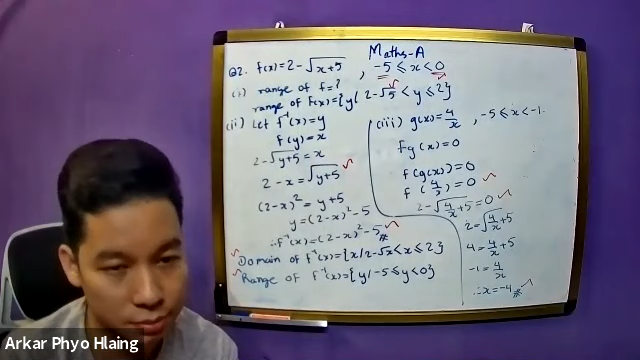 Maths-A
Q2. f(x) = 2 - √(x+5) , -5 ≤ x < 0
(i) range of f = ?
range of f(x) = {y / 2 - √5 < y ≤ 2}
(ii) Let f⁻¹(x) = y
f(y) = x
2 - √(y+5) = x
2 - x = √(y+5)
(2-x)² = y+5
y = (2-x)² - 5
∴ f⁻¹(x) = (2-x)² - 5 #
Domain of f⁻¹(x) = {x / 2 - √5 < x ≤ 2}
Range of f⁻¹(x) = {y / -5 ≤ y < 0}
(iii) g(x) = 4/x , -5 ≤ x < -1.
fg(x) = 0
f(g(x)) = 0
f(4/x) = 0
2 - √(4/x + 5) = 0
2 = √(4/x + 5)
4 = 4/x + 5
-1 = 4/x
∴ x = -4 #
Arkar Phyo Hlaing